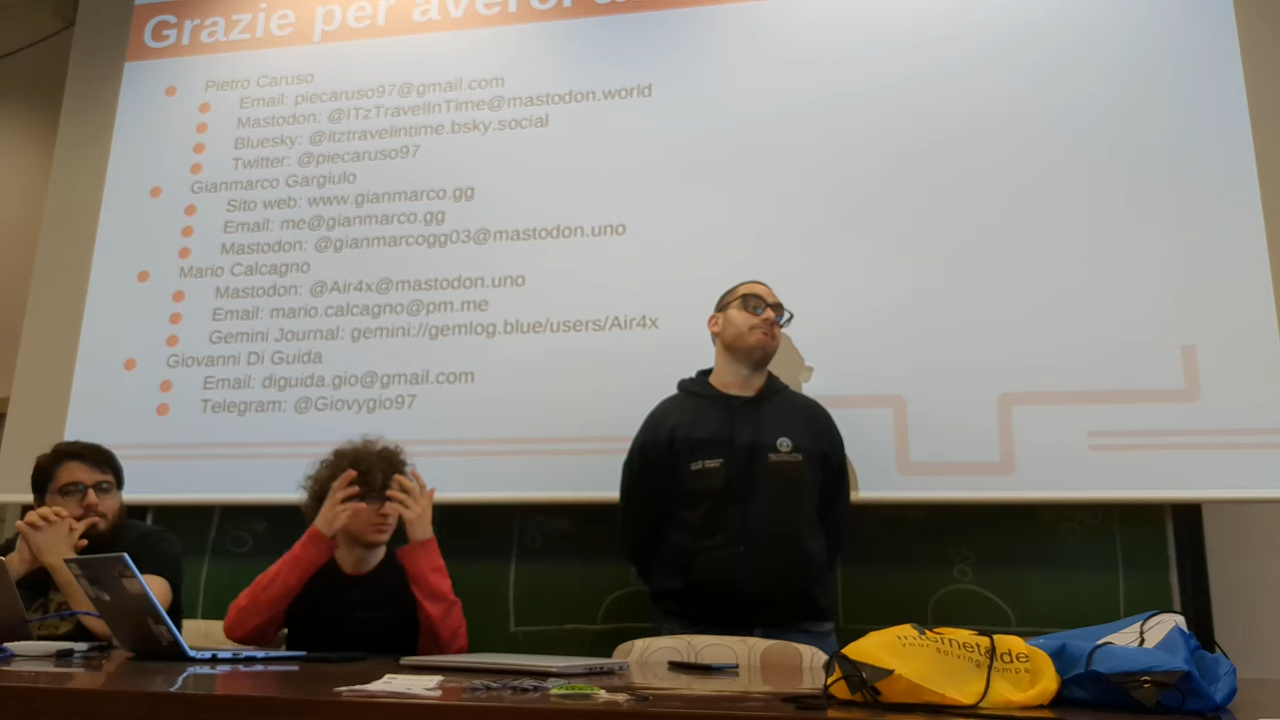 Grazie per averci
Pietro Caruso
Email: piecaruso97@gmail.com
Mastodon: @ITzTravelInTime@mastodon.world
Bluesky: @itztravelintime.bsky.social
Twitter: @piecaruso97
Gianmarco Gargiulo
Sito web: www.gianmarco.gg
Email: me@gianmarco.gg
Mastodon: @gianmarcogg03@mastodon.uno
Mario Calcagno
Mastodon: @Air4x@mastodon.uno
Email: mario.calcagno@pm.me
Gemini Journal: gemini://gemlog.blue/users/Air4x
Giovanni Di Guida
Email: diguida.gio@gmail.com
Telegram: @Giovygio97
your solving